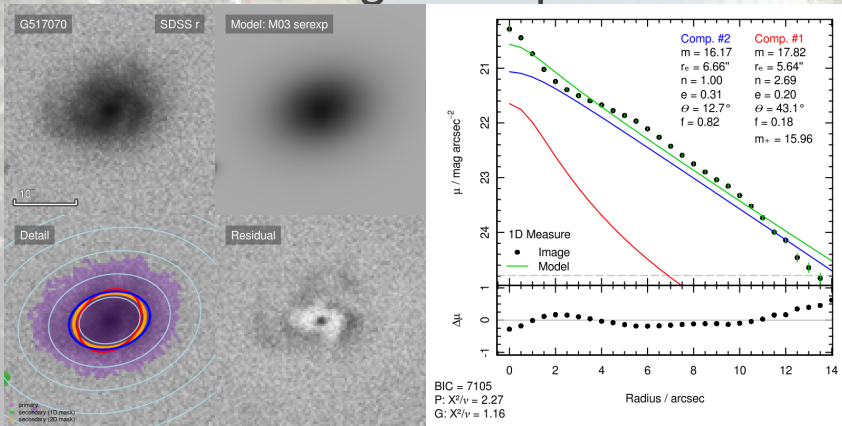 G517070
SDSS r
Model: M03 serexp
10"
Detail
Residual
primary
secondary (1D mask)
secondary (2D mask)
Comp. #2
m = 16.17
rₑ = 6.66"
n = 1.00
e = 0.31
Θ = 12.7°
f = 0.82
Comp. #1
m = 17.82
rₑ = 5.64"
n = 2.69
e = 0.20
Θ = 43.1°
f = 0.18
m₊ = 15.96
μ / mag arcsec⁻²
21
22
23
24
1D Measure
Image
Model
Δμ
1
0
-1
0 2 4 6 8 10 12 14
Radius / arcsec
BIC = 7105
P: X²/ν = 2.27
G: X²/ν = 1.16